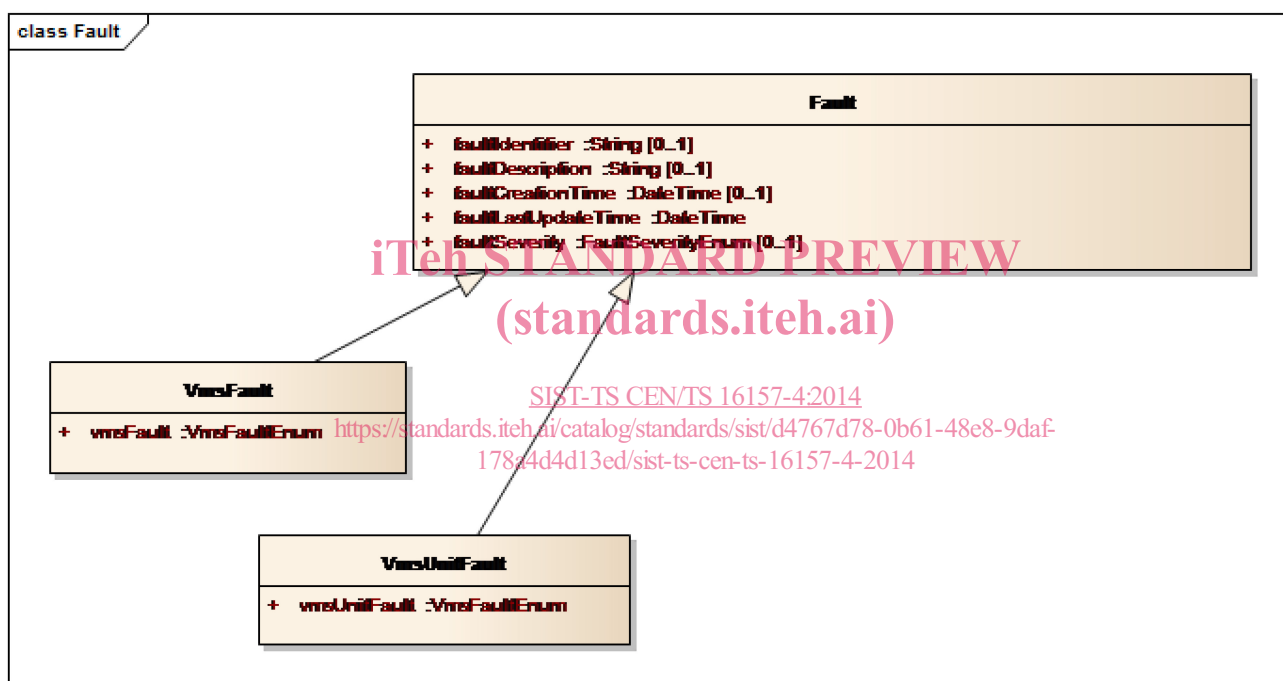 class Fault
Fault
+ faultIdentifier :String [0..1]
+ faultDescription :String [0..1]
+ faultCreationTime :DateTime [0..1]
+ faultLastUpdateTime :DateTime
+ faultSeverity :FaultSeverityEnum [0..1]
iTeh STANDARD PREVIEW
(standards.iteh.ai)
VmsFault
+ vmsFault :VmsFaultEnum
SIST-TS CEN/TS 16157-4:2014
https://standards.iteh.ai/catalog/standards/sist/d4767d78-0b61-48e8-9daf-
178a4d4d13ed/sist-ts-cen-ts-16157-4-2014
VmsUnitFault
+ vmsUnitFault :VmsFaultEnum